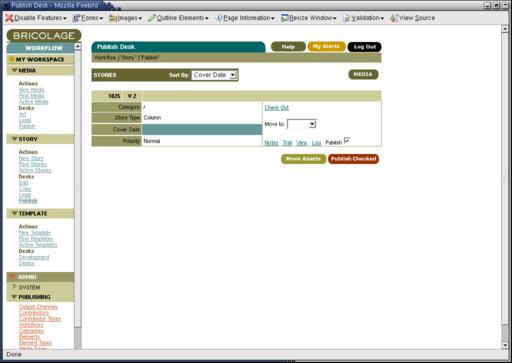 Publish Desk - Mozilla Firebird
Disable Features Forms Images Outline Elements Page Information Resize Window Validation View Source
BRICOLAGE
WORKFLOW
MY WORKSPACE
MEDIA
Actions
New Media
Find Media
Active Media
Desks
Art
Legal
Publish
STORY
Actions
New Story
Find Stories
Active Stories
Desks
Edit
Copy
Legal
Publish
TEMPLATE
Actions
New Template
Find Templates
Active Templates
Desks
Development
Deploy
ADMIN
SYSTEM
PUBLISHING
Output Channels
Contributors
Contributor Types
Workflows
Categories
Elements
Element Types
Media Types
Publish Desk
Help My Alerts Log Out
Workflow | "Story" | "Publish"
STORIES Sort By: Cover Date MEDIA
1025 V.2
Category /
Story Type Column
Cover Date
Priority Normal
Check Out
Move to:
Notes Trail View Log Publish
Move Assets Publish Checked
Done